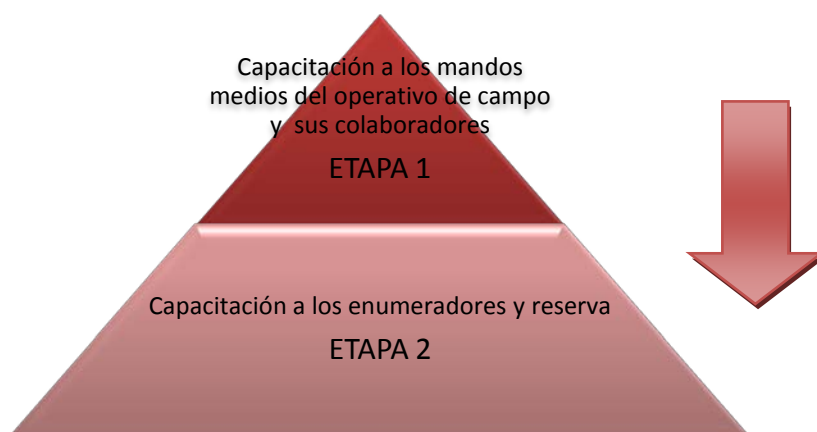 Capacitación a los mandos
medios del operativo de campo
y sus colaboradores
ETAPA 1
Capacitación a los enumeradores y reserva
ETAPA 2